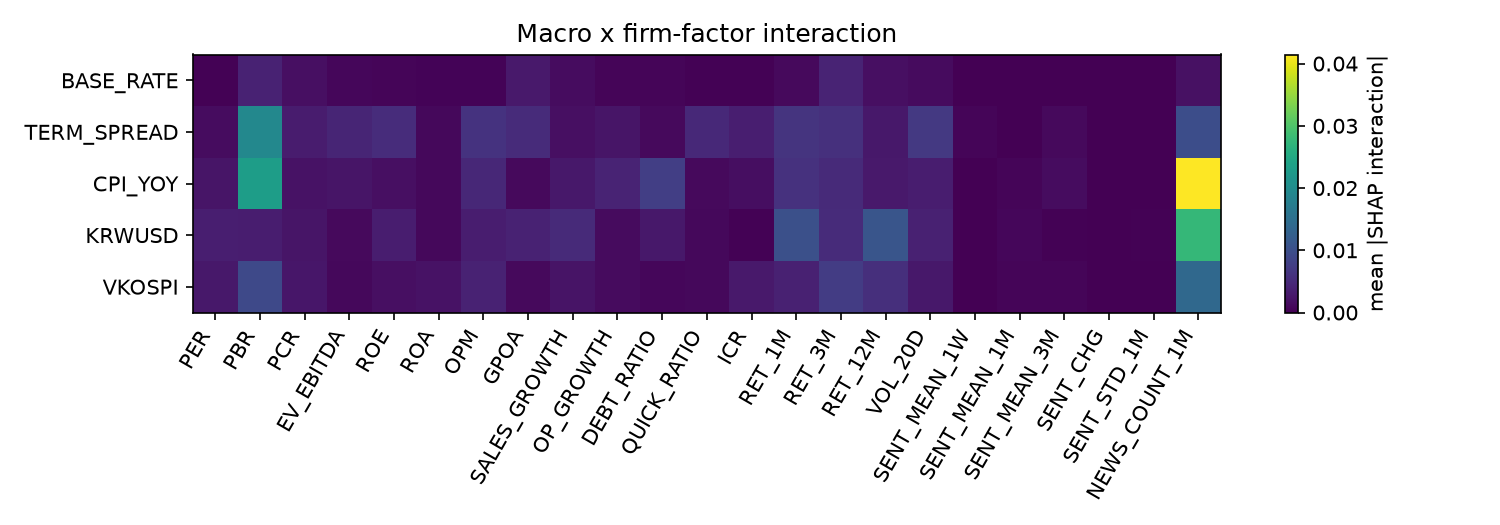 Macro x firm-factor interaction
BASE_RATE
TERM_SPREAD
CPI_YOY
KRWUSD
VKOSPI
PER
PBR
PCR
EV_EBITDA
ROE
ROA
OPM
GPOA
SALES_GROWTH
OP_GROWTH
DEBT_RATIO
QUICK_RATIO
ICR
RET_1M
RET_3M
RET_12M
VOL_20D
SENT_MEAN_1W
SENT_MEAN_1M
SENT_MEAN_3M
SENT_CHG
SENT_STD_1M
NEWS_COUNT_1M
0.04
0.03
0.02
0.01
0.00
mean |SHAP interaction|